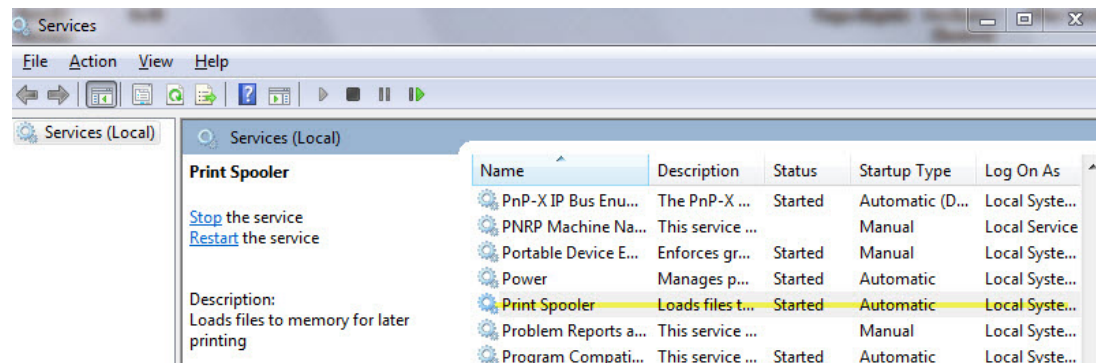 Services
File Action View Help
Services (Local)
Services (Local)
Print Spooler
Stop the service
Restart the service
Description:
Loads files to memory for later
printing
Name Description Status Startup Type Log On As
PnP-X IP Bus Enu... The PnP-X ... Started Automatic (D... Local Syste...
PNRP Machine Na... This service ... Manual Local Service
Portable Device E... Enforces gr... Started Manual Local Syste...
Power Manages p... Started Automatic Local Syste...
Print Spooler Loads files t... Started Automatic Local Syste...
Problem Reports a... This service ... Manual Local Syste...
Program Compati... This service ... Started Automatic Local Syste...